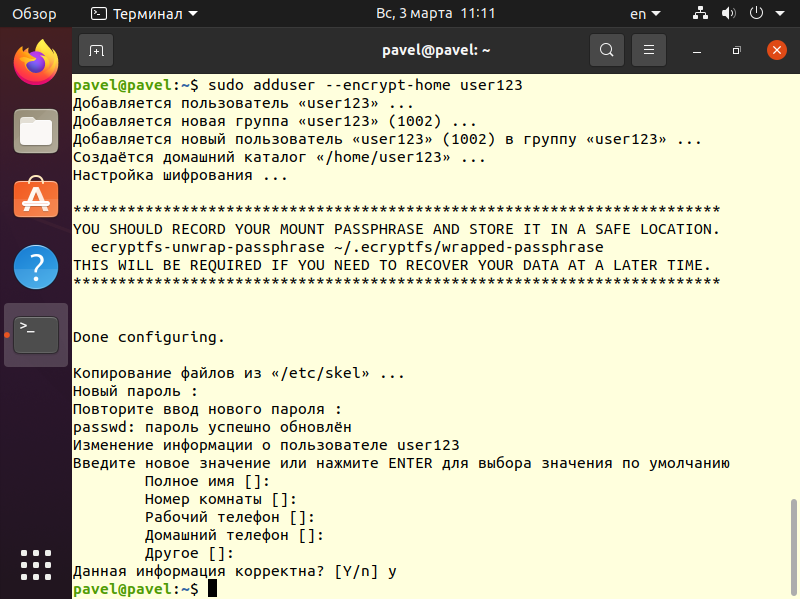 Обзор Терминал Вс, 3 марта 11:11 en
pavel@pavel: ~
pavel@pavel:~$ sudo adduser --encrypt-home user123
Добавляется пользователь «user123» ...
Добавляется новая группа «user123» (1002) ...
Добавляется новый пользователь «user123» (1002) в группу «user123» ...
Создаётся домашний каталог «/home/user123» ...
Настройка шифрования ...
************************************************************************
YOU SHOULD RECORD YOUR MOUNT PASSPHRASE AND STORE IT IN A SAFE LOCATION.
  ecryptfs-unwrap-passphrase ~/.ecryptfs/wrapped-passphrase
THIS WILL BE REQUIRED IF YOU NEED TO RECOVER YOUR DATA AT A LATER TIME.
************************************************************************
Done configuring.
Копирование файлов из «/etc/skel» ...
Новый пароль :
Повторите ввод нового пароля :
passwd: пароль успешно обновлён
Изменение информации о пользователе user123
Введите новое значение или нажмите ENTER для выбора значения по умолчанию
        Полное имя []:
        Номер комнаты []:
        Рабочий телефон []:
        Домашний телефон []:
        Другое []:
Данная информация корректна? [Y/n] y
pavel@pavel:~$